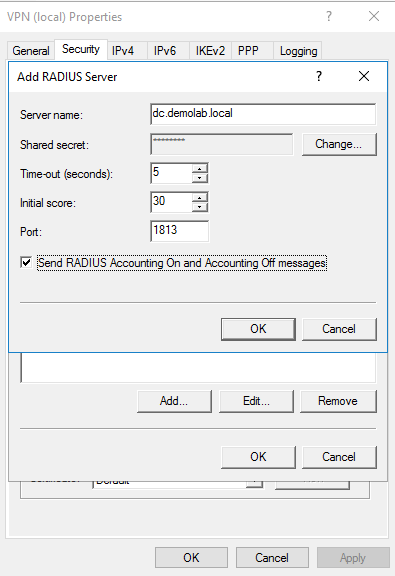 VPN (local) Properties
General Security IPv4 IPv6 IKEv2 PPP Logging
Add RADIUS Server
Server name: dc.demolab.local
Shared secret: ********
Change...
Time-out (seconds): 5
Initial score: 30
Port: 1813
Send RADIUS Accounting On and Accounting Off messages
OK Cancel
Add... Edit... Remove
OK Cancel
Default
OK Cancel Apply